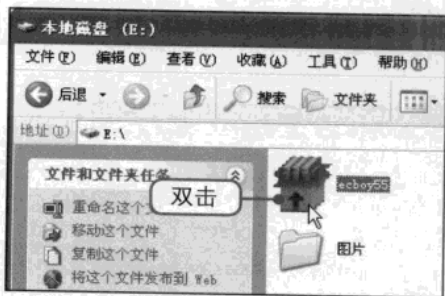 本地磁盘 (E:)
文件(F) 编辑(E) 查看(V) 收藏(A) 工具(T) 帮助(H)
后退 搜索 文件夹
地址(D) E:\
文件和文件夹任务
ecboy55
双击
重命名这个文
移动这个文件
图片
复制这个文件
将这个文件发布到 Web